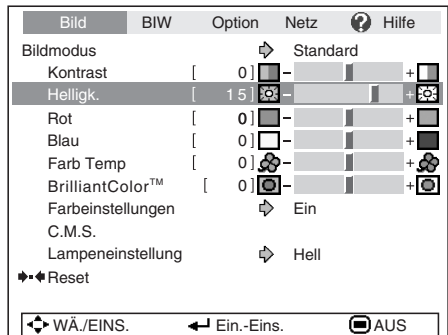 Bild BIW Option Netz Hilfe
Bildmodus Standard
Kontrast [ 0] − +
Helligk. [ 15] − +
Rot [ 0] − +
Blau [ 0] − +
Farb Temp [ 0] − +
BrilliantColor™ [ 0] − +
Farbeinstellungen Ein
C.M.S.
Lampeneinstellung Hell
Reset
WÄ./EINS. Ein.-Eins. AUS